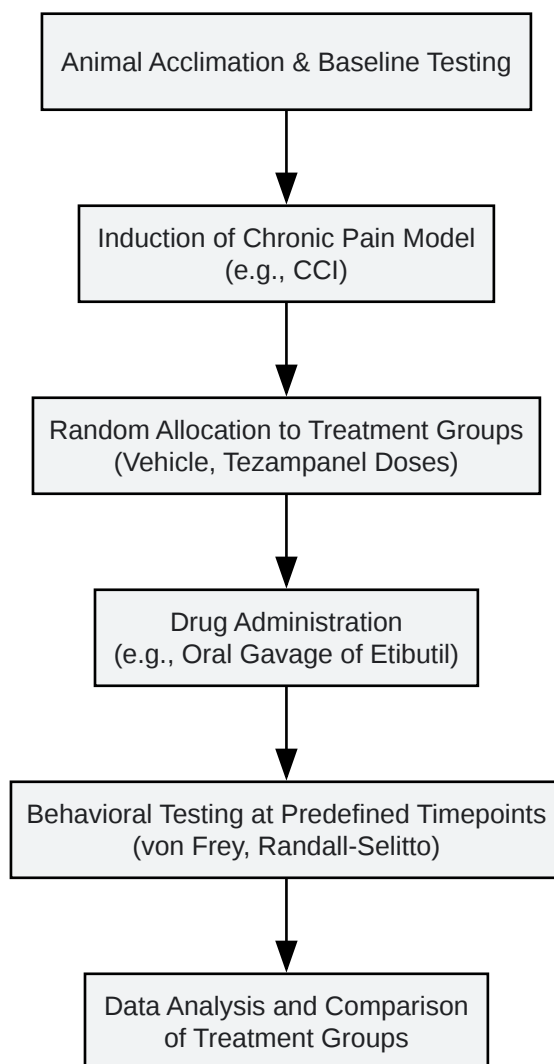 Animal Acclimation & Baseline Testing
Induction of Chronic Pain Model
(e.g., CCI)
Random Allocation to Treatment Groups
(Vehicle, Tezampanel Doses)
Drug Administration
(e.g., Oral Gavage of Etibutil)
Behavioral Testing at Predefined Timepoints
(von Frey, Randall-Selitto)
Data Analysis and Comparison
of Treatment Groups